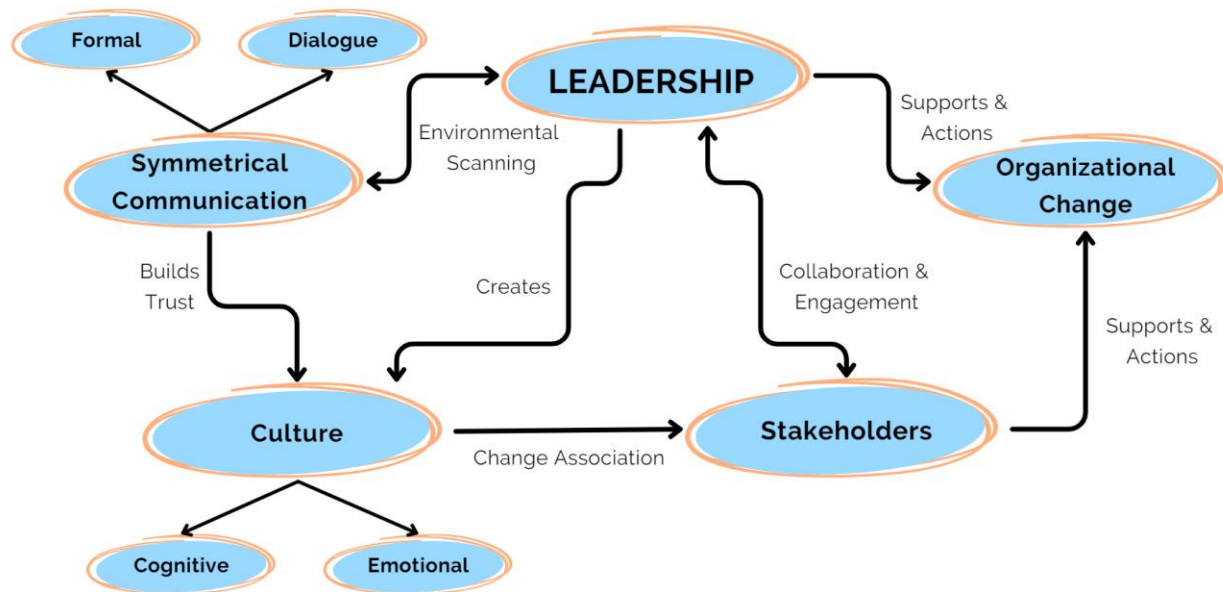 Formal
Dialogue
LEADERSHIP
Environmental
Scanning
Supports &
Actions
Symmetrical
Communication
Organizational
Change
Builds
Trust
Creates
Collaboration &
Engagement
Supports &
Actions
Culture
Change Association
Stakeholders
Cognitive
Emotional